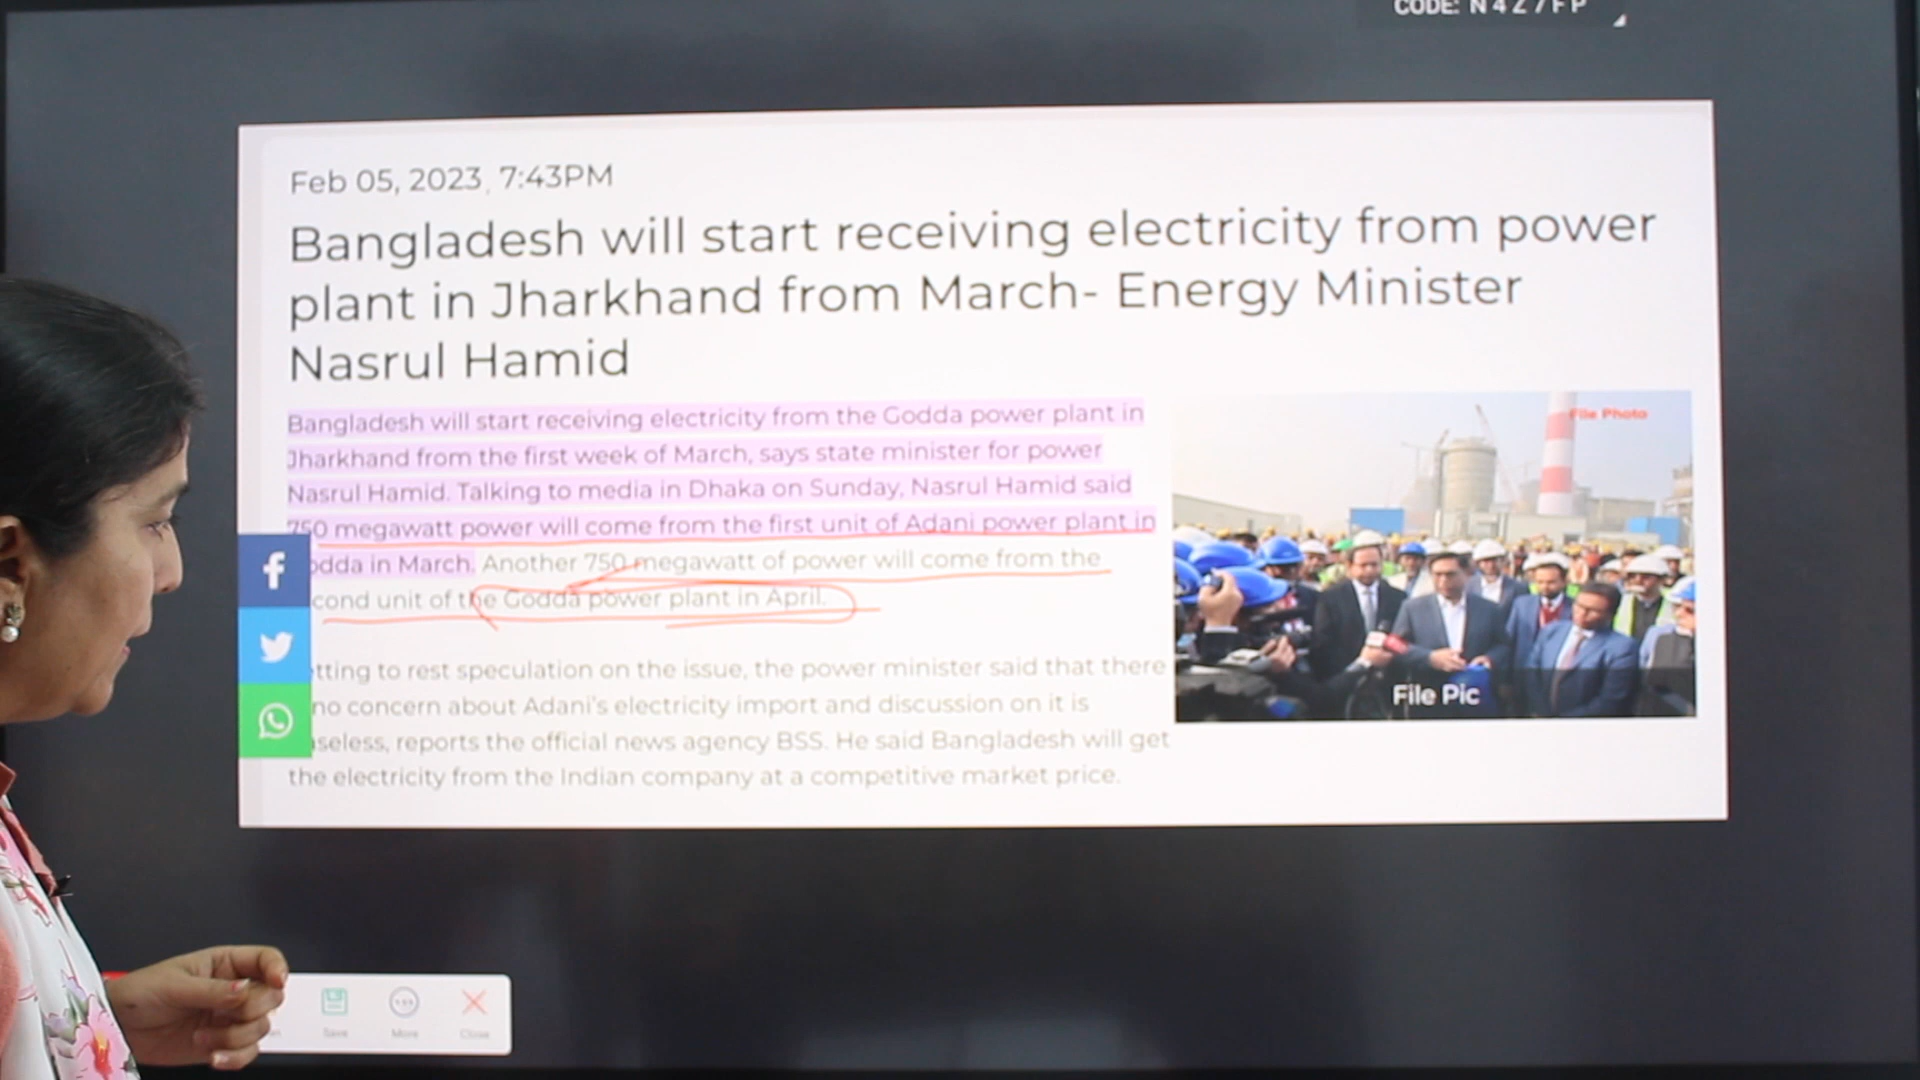 CODE: N4Z7FP
Feb 05, 2023, 7:43PM
Bangladesh will start receiving electricity from power
plant in Jharkhand from March- Energy Minister
Nasrul Hamid
Bangladesh will start receiving electricity from the Godda power plant in
Jharkhand from the first week of March, says state minister for power
Nasrul Hamid. Talking to media in Dhaka on Sunday, Nasrul Hamid said
750 megawatt power will come from the first unit of Adani power plant in
odda in March. Another 750 megawatt of power will come from the
cond unit of the Godda power plant in April.
tting to rest speculation on the issue, the power minister said that there
no concern about Adani's electricity import and discussion on it is
seless, reports the official news agency BSS. He said Bangladesh will get
the electricity from the Indian company at a competitive market price.
File Photo
File Pic
Save
More
Close